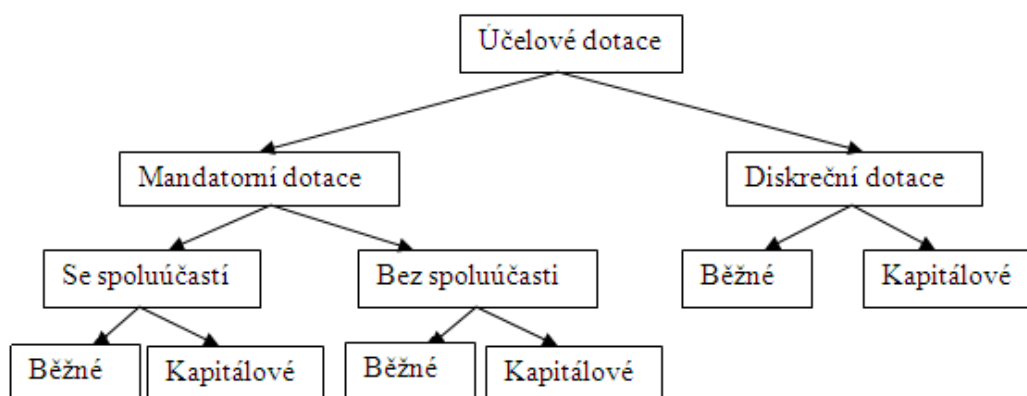 Účelové dotace
Mandatorní dotace
Diskreční dotace
Se spoluúčastí
Bez spoluúčasti
Běžné
Kapitálové
Běžné
Kapitálové
Běžné
Kapitálové